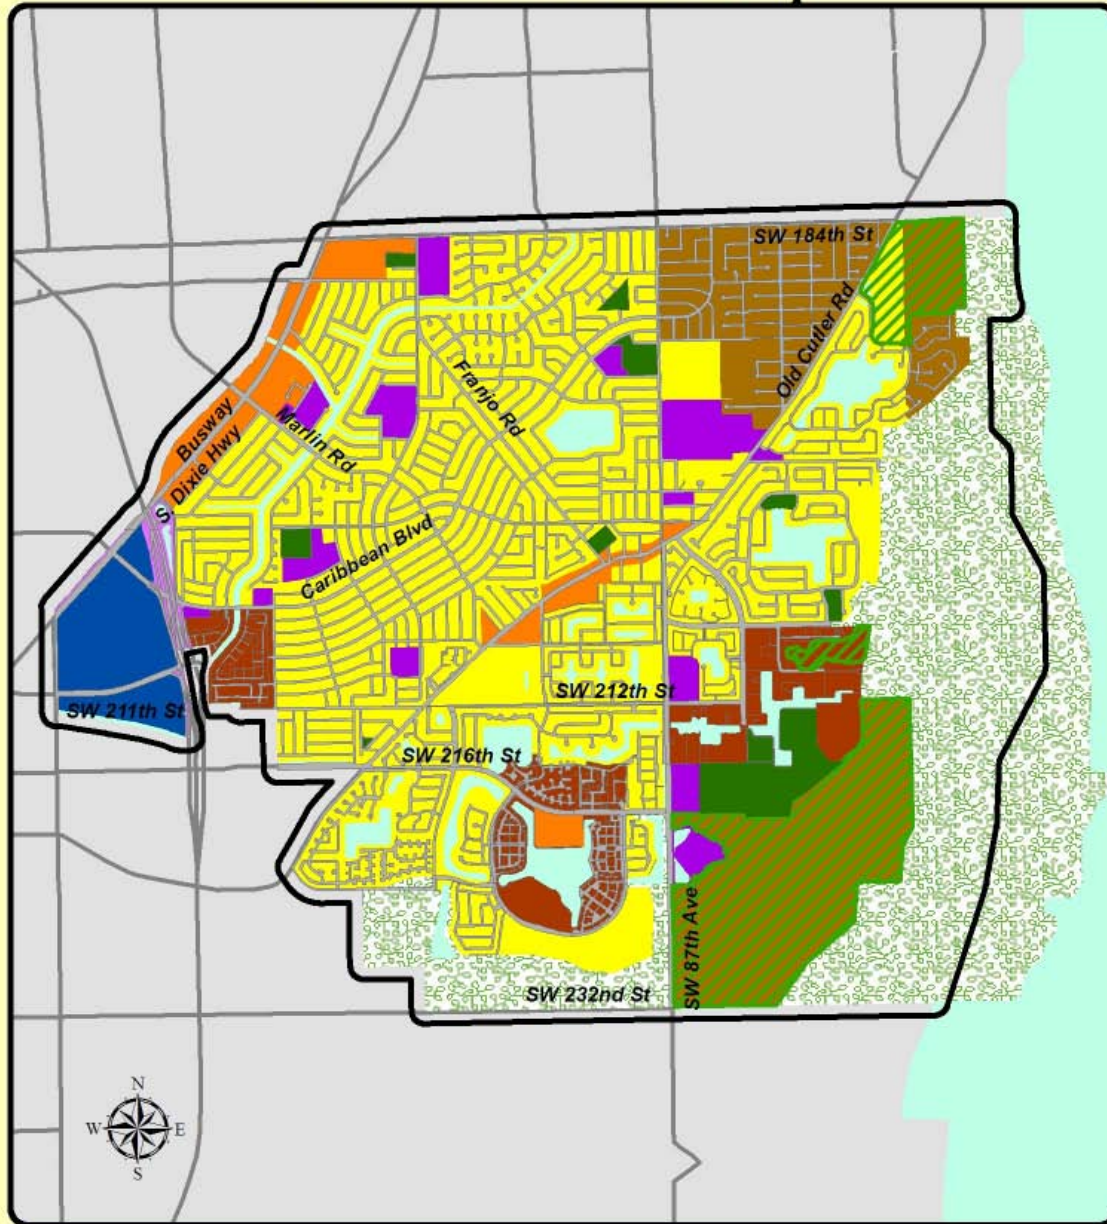 SW 184th St
Old Cutler Rd
Franjo Rd
Busway
S. Dixie Hwy
Marlin Rd
Caribbean Blvd
SW 212th St
SW 211th St
SW 216th St
SW 87th Ave
SW 232nd St
N
W
E
S